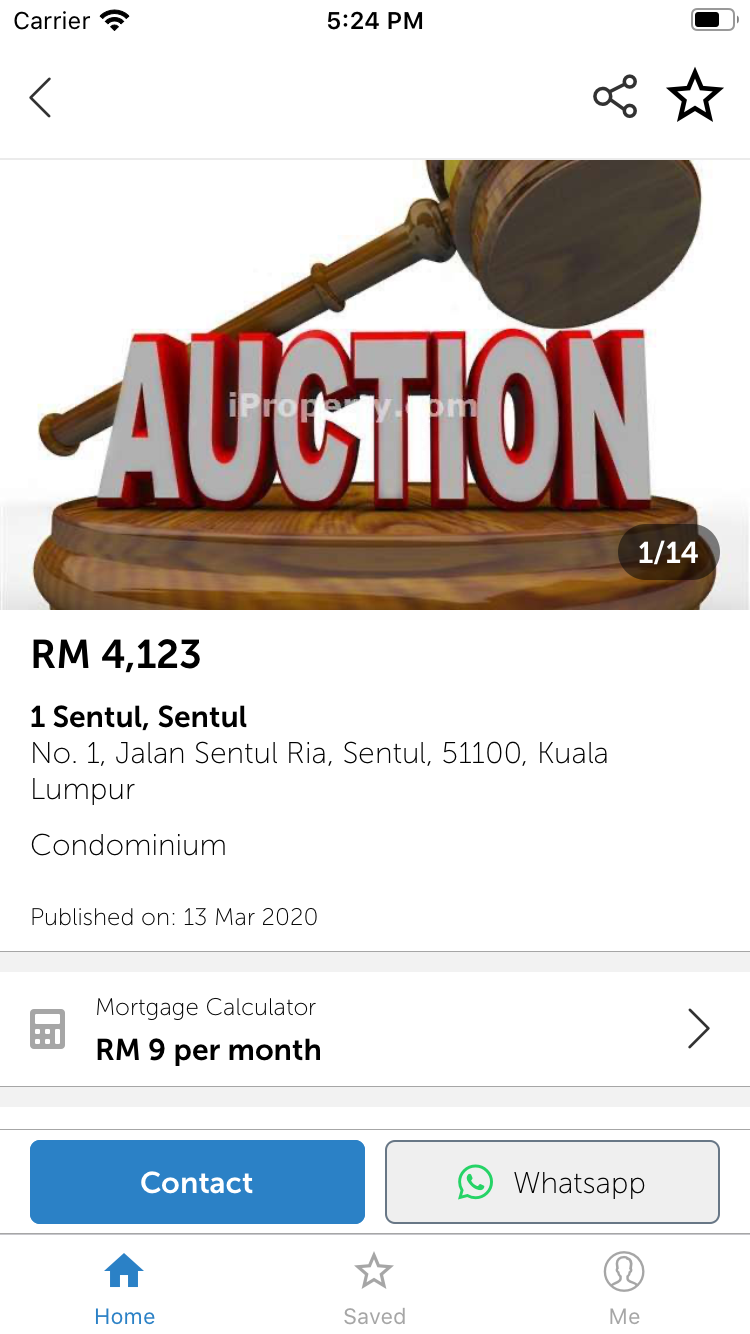 Carrier 5:24 PM
AUCTION
iProperty.com
1/14
RM 4,123
1 Sentul, Sentul
No. 1, Jalan Sentul Ria, Sentul, 51100, Kuala
Lumpur
Condominium
Published on: 13 Mar 2020
Mortgage Calculator
RM 9 per month
Contact
Whatsapp
Home
Saved
Me